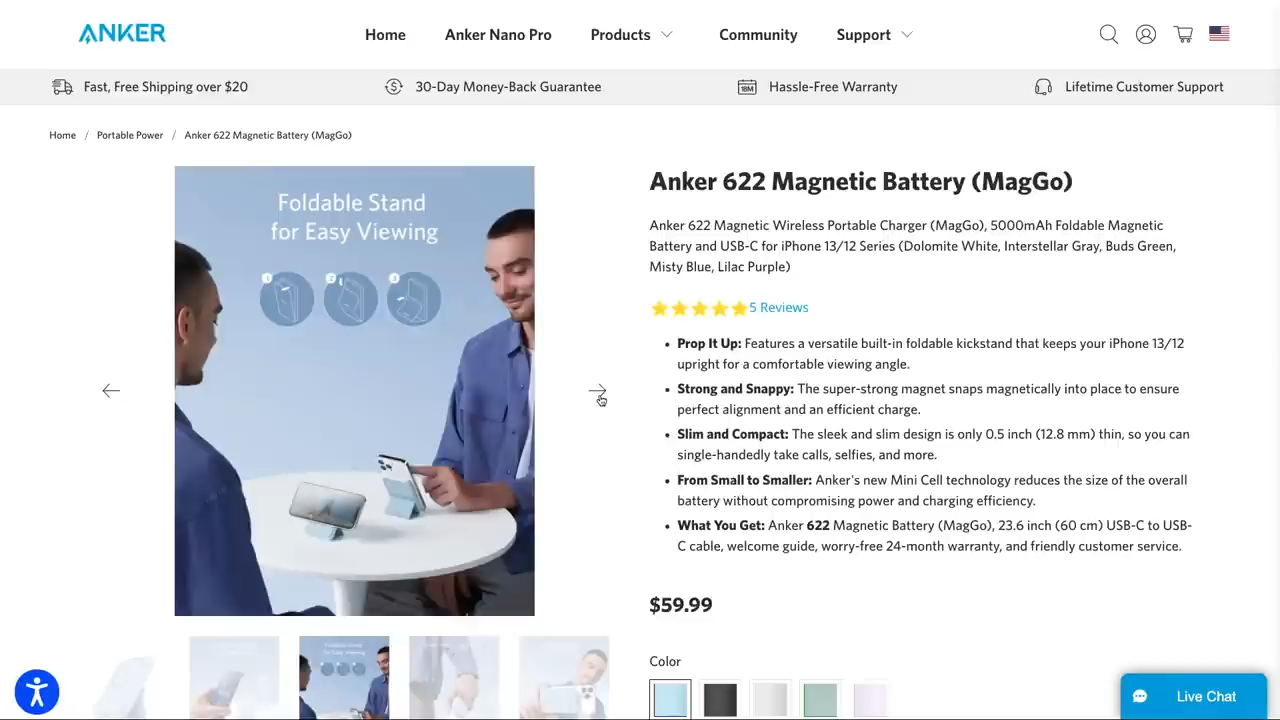 ANKER
Home
Anker Nano Pro
Products
Community
Support
Fast, Free Shipping over $20
30-Day Money-Back Guarantee
18M
Hassle-Free Warranty
Lifetime Customer Support
Home / Portable Power / Anker 622 Magnetic Battery (MagGo)
Foldable Stand
for Easy Viewing
1
2
3
Anker 622 Magnetic Battery (MagGo)
Anker 622 Magnetic Wireless Portable Charger (MagGo), 5000mAh Foldable Magnetic
Battery and USB-C for iPhone 13/12 Series (Dolomite White, Interstellar Gray, Buds Green,
Misty Blue, Lilac Purple)
5 Reviews
• Prop It Up: Features a versatile built-in foldable kickstand that keeps your iPhone 13/12
upright for a comfortable viewing angle.
• Strong and Snappy: The super-strong magnet snaps magnetically into place to ensure
perfect alignment and an efficient charge.
• Slim and Compact: The sleek and slim design is only 0.5 inch (12.8 mm) thin, so you can
single-handedly take calls, selfies, and more.
• From Small to Smaller: Anker's new Mini Cell technology reduces the size of the overall
battery without compromising power and charging efficiency.
• What You Get: Anker 622 Magnetic Battery (MagGo), 23.6 inch (60 cm) USB-C to USB-
C cable, welcome guide, worry-free 24-month warranty, and friendly customer service.
$59.99
Color
Foldable Stand
for Easy Viewing
Live Chat